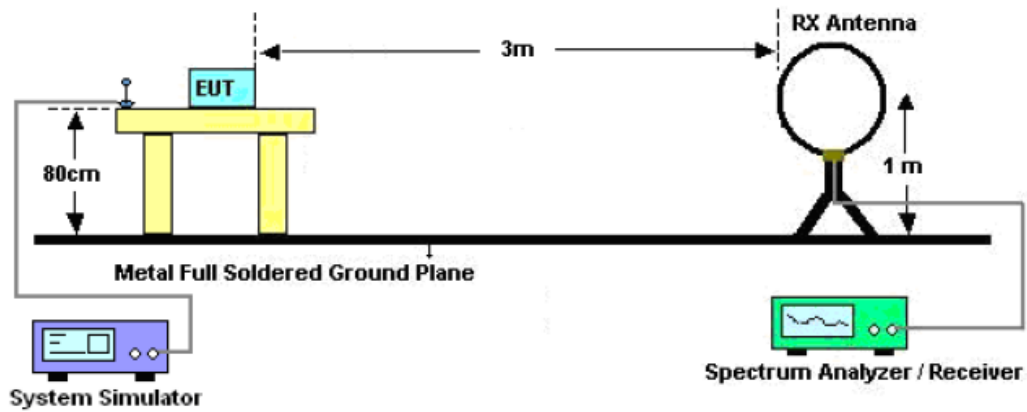 RX Antenna
3m
EUT
80cm
1 m
Metal Full Soldered Ground Plane
System Simulator
Spectrum Analyzer / Receiver